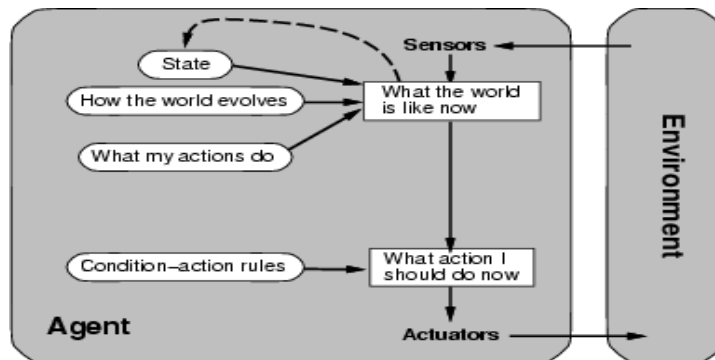 Sensors
State
What the world
is like now
How the world evolves
What my actions do
Condition–action rules
What action I
should do now
Agent
Actuators
Environment